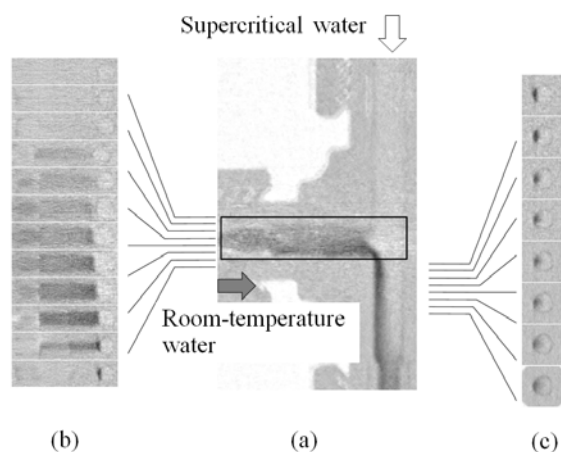 Supercritical water
Room-temperature
water
(b)
(a)
(c)